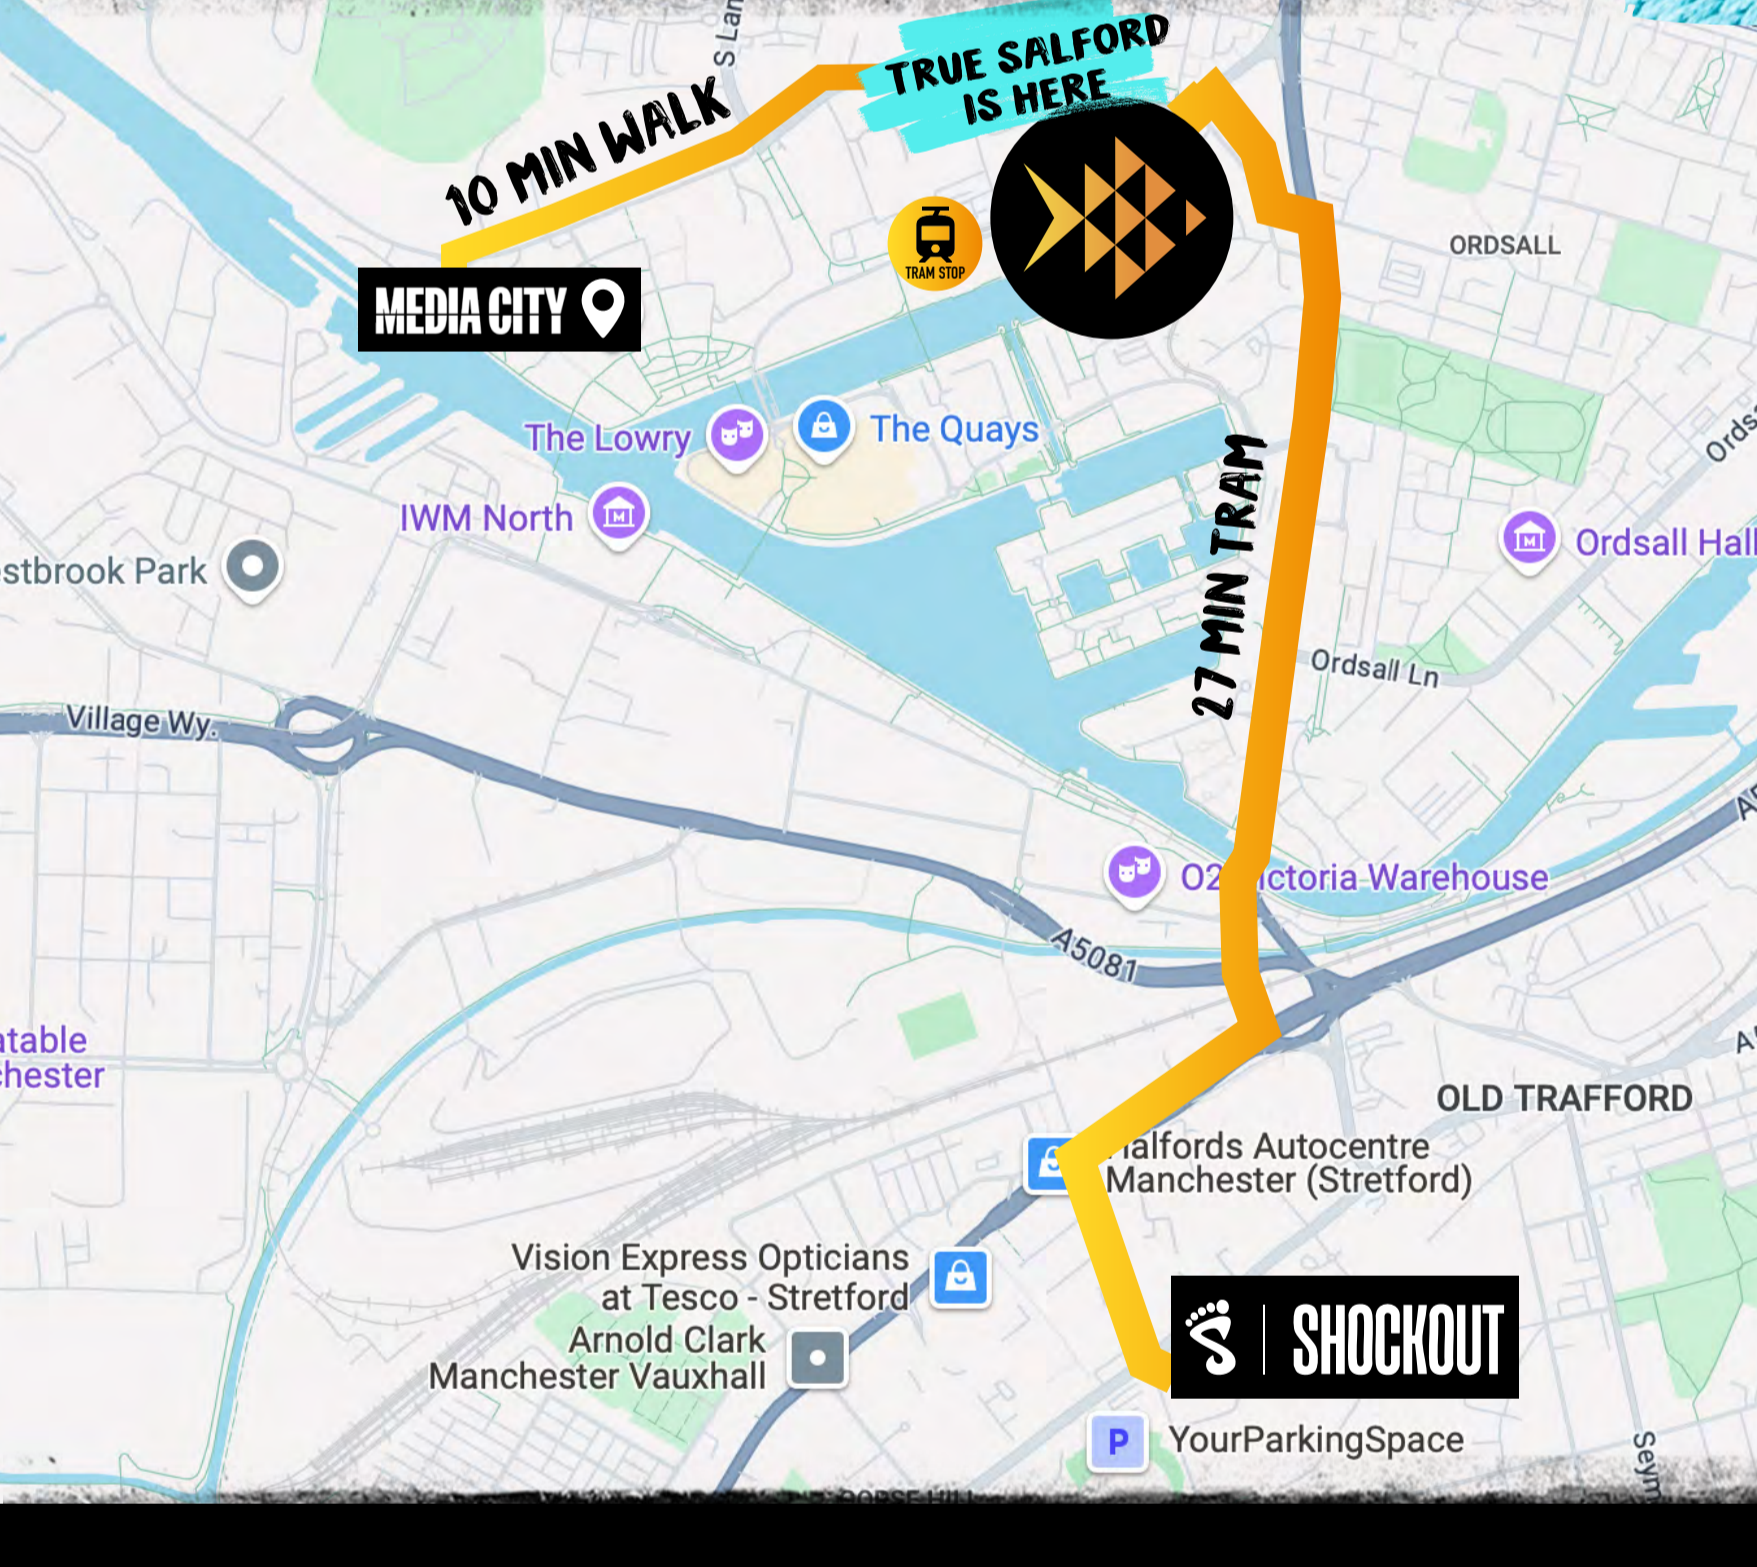 S Lan
TRUE SALFORD
IS HERE
10 MIN WALK
TRAM STOP
ORDSALL
MEDIA CITY
The Lowry
The Quays
IWM North
Ordsall Hall
stbrook Park
27 MIN TRAM
Ordsall Ln
Village Wy.
O2 ictoria Warehouse
A5081
atable
chester
OLD TRAFFORD
alfords Autocentre
Manchester (Stretford)
Vision Express Opticians
at Tesco - Stretford
Arnold Clark
Manchester Vauxhall
SHOCKOUT
P
YourParkingSpace
Seym